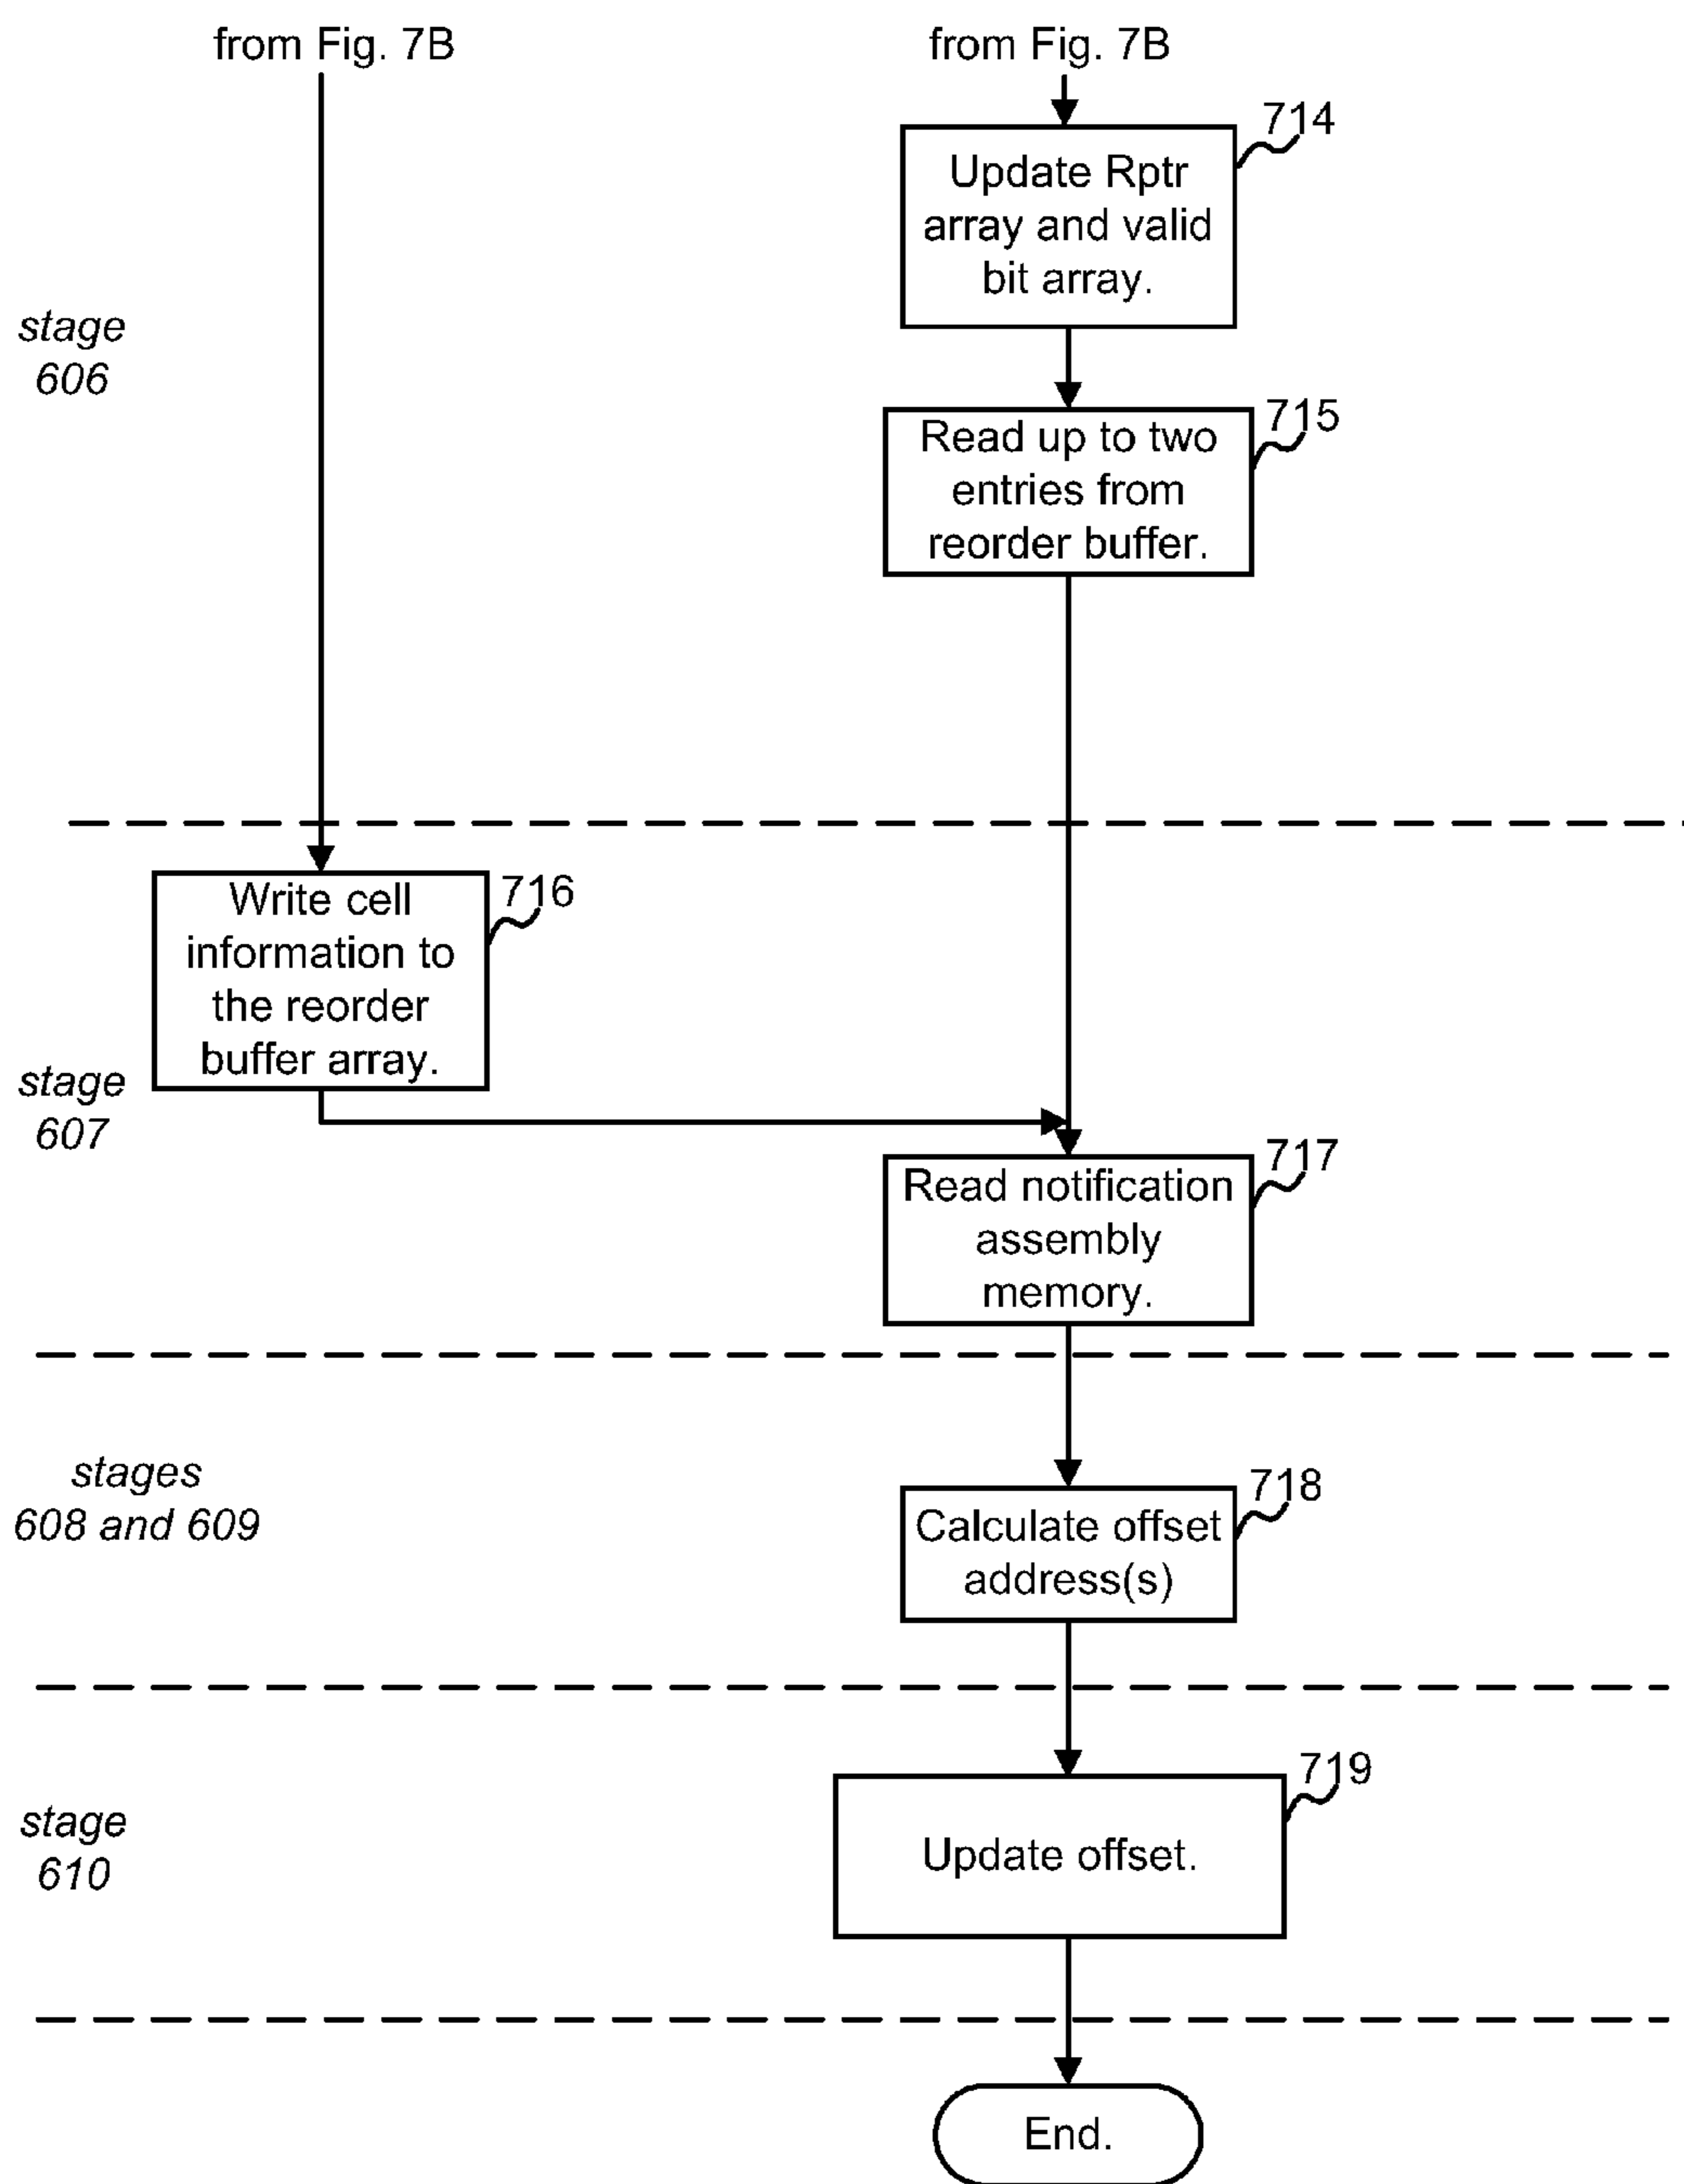 from Fig. 7B
from Fig. 7B
714
Update Rptr
array and valid
bit array.
stage
606
715
Read up to two
entries from
reorder buffer.
716
Write cell
information to
the reorder
buffer array.
stage
607
717
Read notification
assembly
memory.
stages
608 and 609
718
Calculate offset
address(s)
719
stage
610
Update offset.
End.